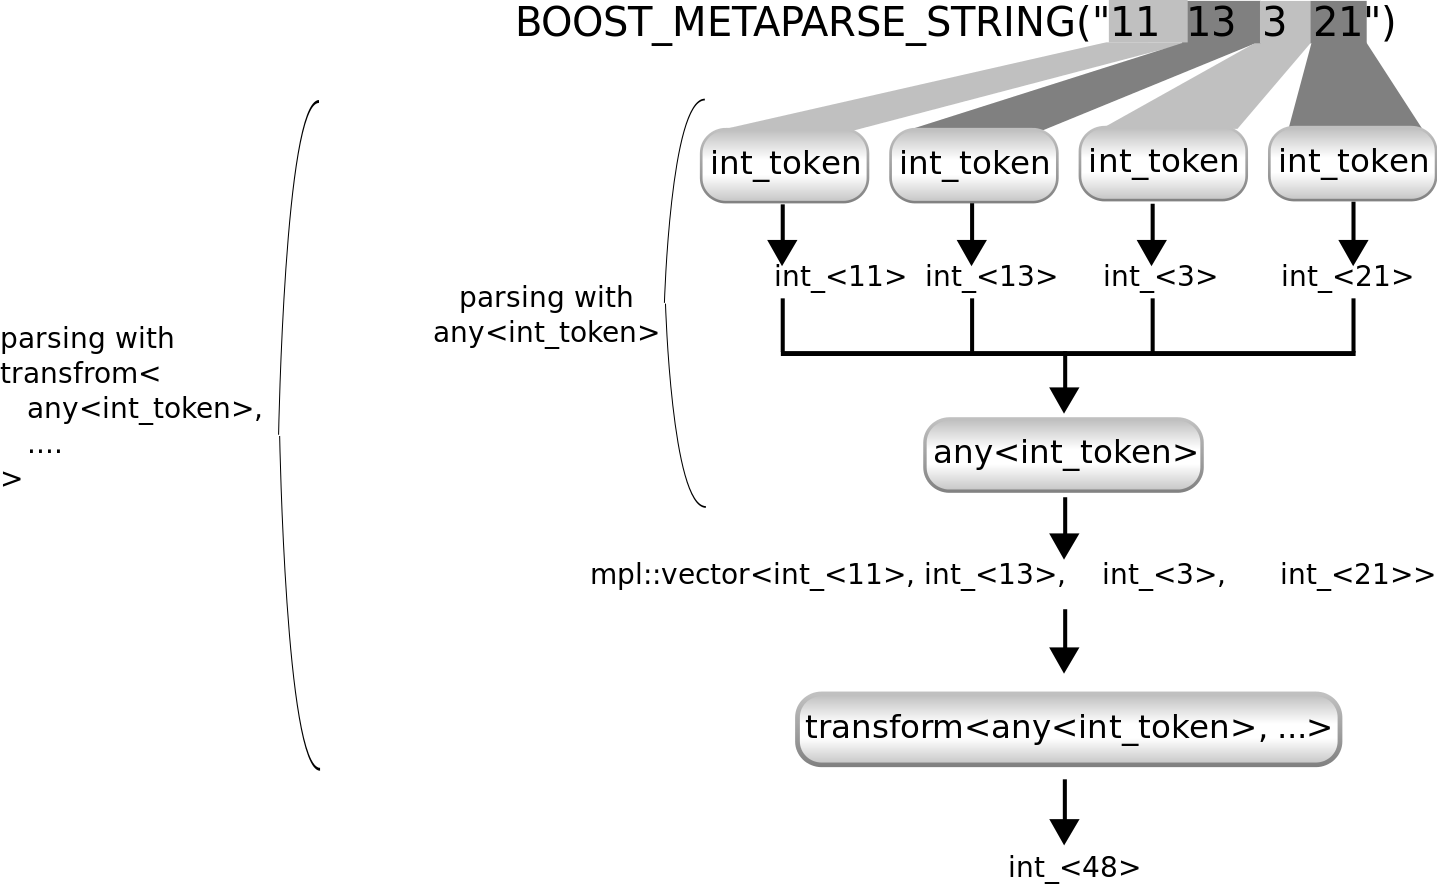 BOOST_METAPARSE_STRING("11 13 3 21")
int_token int_token int_token int_token
int_<11> int_<13> int_<3> int_<21>
parsing with
any<int_token>
parsing with
transfrom<
any<int_token>,
....
>
any<int_token>
mpl::vector<int_<11>, int_<13>, int_<3>, int_<21>>
transform<any<int_token>, ...>
int_<48>